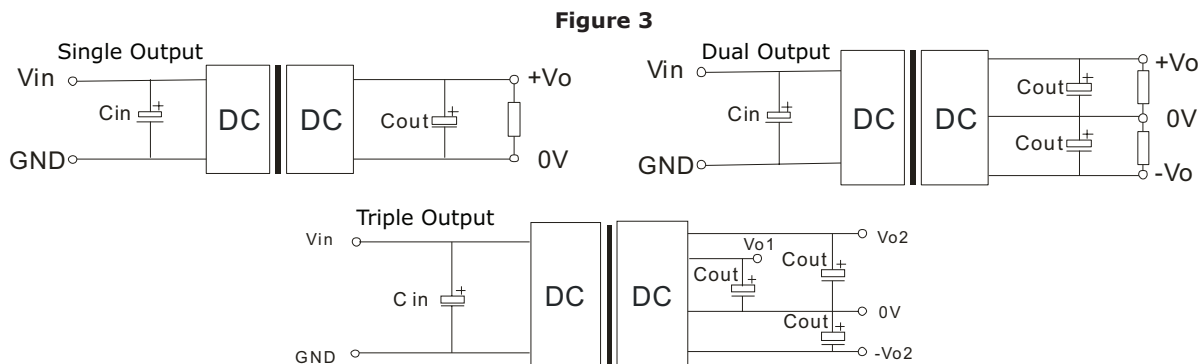 Figure 3
Single Output
Vin
Cin
+
DC
DC
Cout
+
+Vo
GND
0V
Dual Output
Vin
Cin
+
DC
DC
Cout
+
Cout
+
+Vo
0V
GND
-Vo
Triple Output
Vin
C in
+
DC
DC
Vo1
Cout
+
Cout
+
Vo2
0V
Cout
+
GND
-Vo2